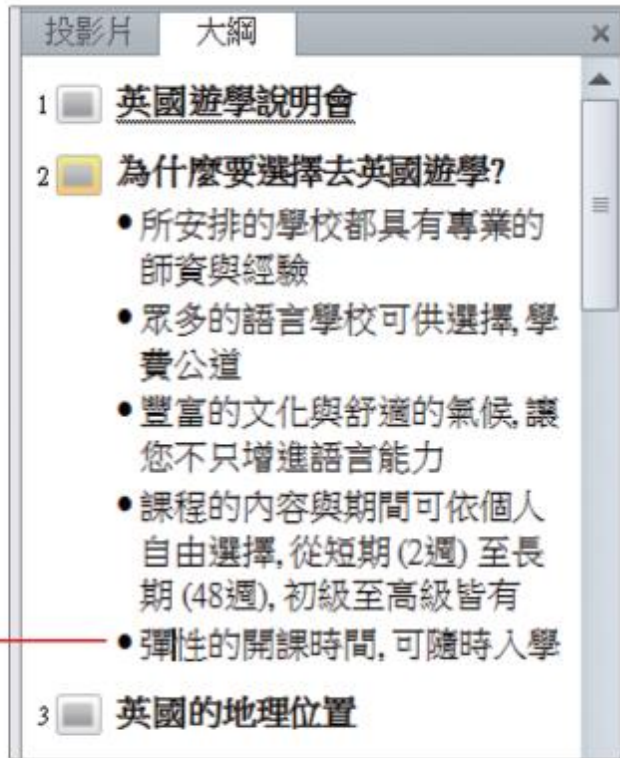 投影片 大綱
1 英國遊學說明會
2 為什麼要選擇去英國遊學?
•所安排的學校都具有專業的
師資與經驗
•眾多的語言學校可供選擇, 學
費公道
•豐富的文化與舒適的氣候, 讓
您不只增進語言能力
•課程的內容與期間可依個人
自由選擇, 從短期 (2週) 至長
期 (48週), 初級至高級皆有
•彈性的開課時間, 可隨時入學
3 英國的地理位置